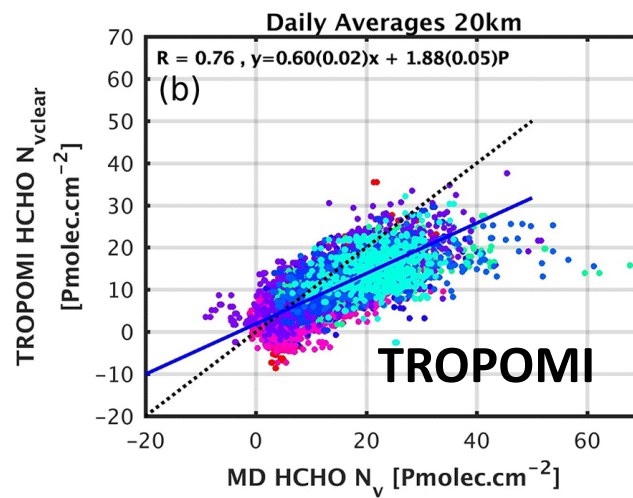 Daily Averages 20km
R = 0.76 , y=0.60(0.02)x + 1.88(0.05)P
(b)
TROPOMI HCHO Nvclear
[Pmolec.cm−2]
70
60
50
40
30
20
10
0
−10
−20
TROPOMI
−20 0 20 40 60
MD HCHO Nv [Pmolec.cm−2]